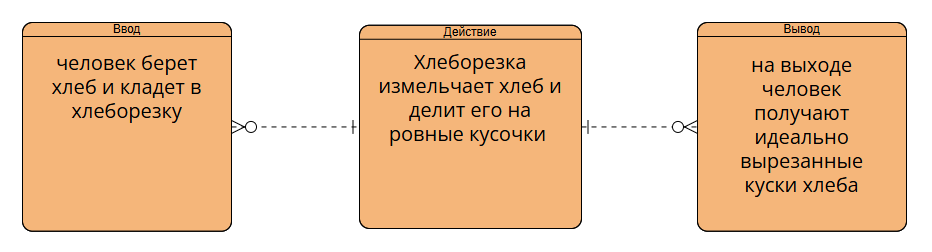 Ввод
человек берет
хлеб и кладет в
хлеборезку
Действие
Хлеборезка
измельчает хлеб и
делит его на
ровные кусочки
Вывод
на выходе
человек
получают
идеально
вырезанные
куски хлеба